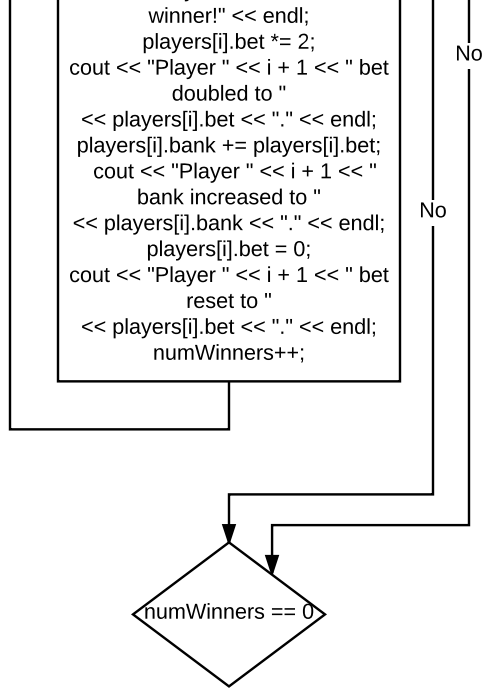 winner!" << endl;
players[i].bet *= 2;
cout << "Player " << i + 1 << " bet
doubled to "
<< players[i].bet << "." << endl;
players[i].bank += players[i].bet;
cout << "Player " << i + 1 << "
bank increased to "
<< players[i].bank << "." << endl;
players[i].bet = 0;
cout << "Player " << i + 1 << " bet
reset to "
<< players[i].bet << "." << endl;
numWinners++;
No
No
numWinners == 0